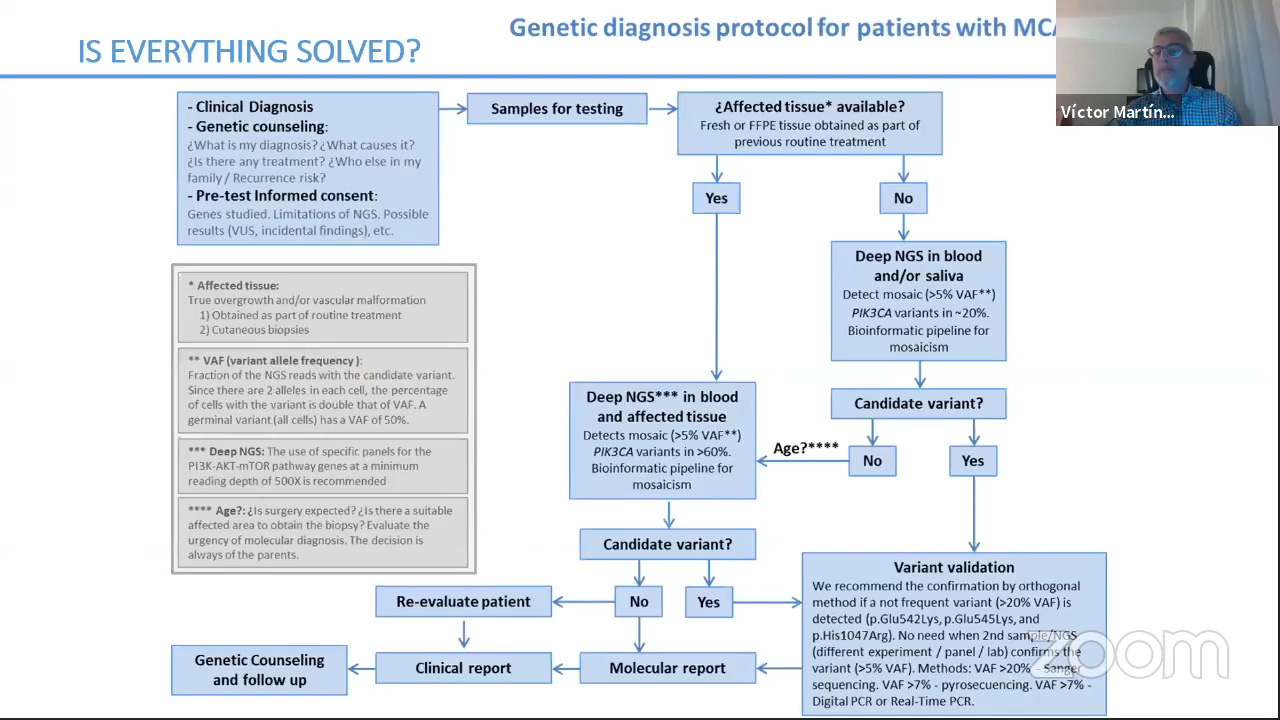 Genetic diagnosis protocol for patients with MCA
IS EVERYTHING SOLVED?
Víctor Martín...
- Clinical Diagnosis
- Genetic counseling:
¿What is my diagnosis? ¿What causes it?
¿Is there any treatment? ¿Who else in my
family / Recurrence risk?
- Pre-test Informed consent:
Genes studied. Limitations of NGS. Possible
results (VUS, incidental findings), etc.
Samples for testing
¿Affected tissue* available?
Fresh or FFPE tissue obtained as part of
previous routine treatment
Yes
No
Deep NGS in blood
and/or saliva
Detect mosaic (>5% VAF**)
PIK3CA variants in ~20%.
Bioinformatic pipeline for
mosaicism
* Affected tissue:
True overgrowth and/or vascular malformation
1) Obtained as part of routine treatment
2) Cutaneous biopsies
** VAF (variant allele frequency ):
Fraction of the NGS reads with the candidate variant.
Since there are 2 alleles in each cell, the percentage
of cells with the variant is double that of VAF. A
germinal variant (all cells) has a VAF of 50%.
*** Deep NGS: The use of specific panels for the
PI3K-AKT-mTOR pathway genes at a minimum
reading depth of 500X is recommended
**** Age?: ¿Is surgery expected? ¿Is there a suitable
affected area to obtain the biopsy? Evaluate the
urgency of molecular diagnosis. The decision is
always of the parents.
Deep NGS*** in blood
and affected tissue
Detects mosaic (>5% VAF**)
PIK3CA variants in >60%.
Bioinformatic pipeline for
mosaicism
Candidate variant?
Age?****
No
Yes
Candidate variant?
No
Yes
Variant validation
We recommend the confirmation by orthogonal
method if a not frequent variant (>20% VAF) is
detected (p.Glu542Lys, p.Glu545Lys, and
p.His1047Arg). No need when 2nd sample/NGS
(different experiment / panel / lab) confirms the
variant (>5% VAF). Methods: VAF >20% - Sanger
sequencing. VAF >7% - pyrosecuencing. VAF >7% -
Digital PCR or Real-Time PCR.
Re-evaluate patient
Genetic Counseling
and follow up
Clinical report
Molecular report
zoom